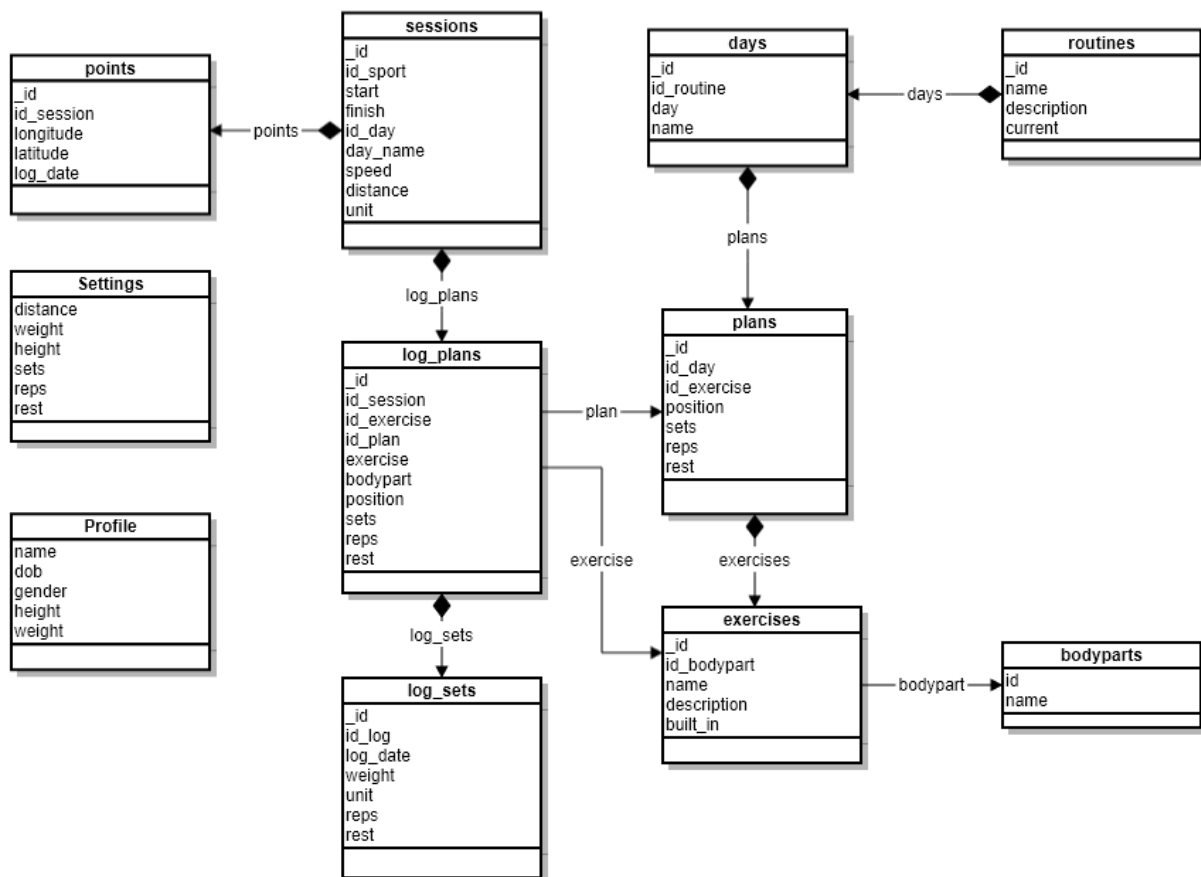 sessions
_id
id_sport
start
finish
id_day
day_name
speed
distance
unit
days
_id
id_routine
day
name
routines
_id
name
description
current
points
_id
id_session
longitude
latitude
log_date
points
days
plans
log_plans
Settings
distance
weight
height
sets
reps
rest
log_plans
_id
id_session
id_exercise
id_plan
exercise
bodypart
position
sets
reps
rest
plan
plans
_id
id_day
id_exercise
position
sets
reps
rest
exercise
exercises
Profile
name
dob
gender
height
weight
log_sets
exercises
_id
id_bodypart
name
description
built_in
bodypart
bodyparts
id
name
log_sets
_id
id_log
log_date
weight
unit
reps
rest